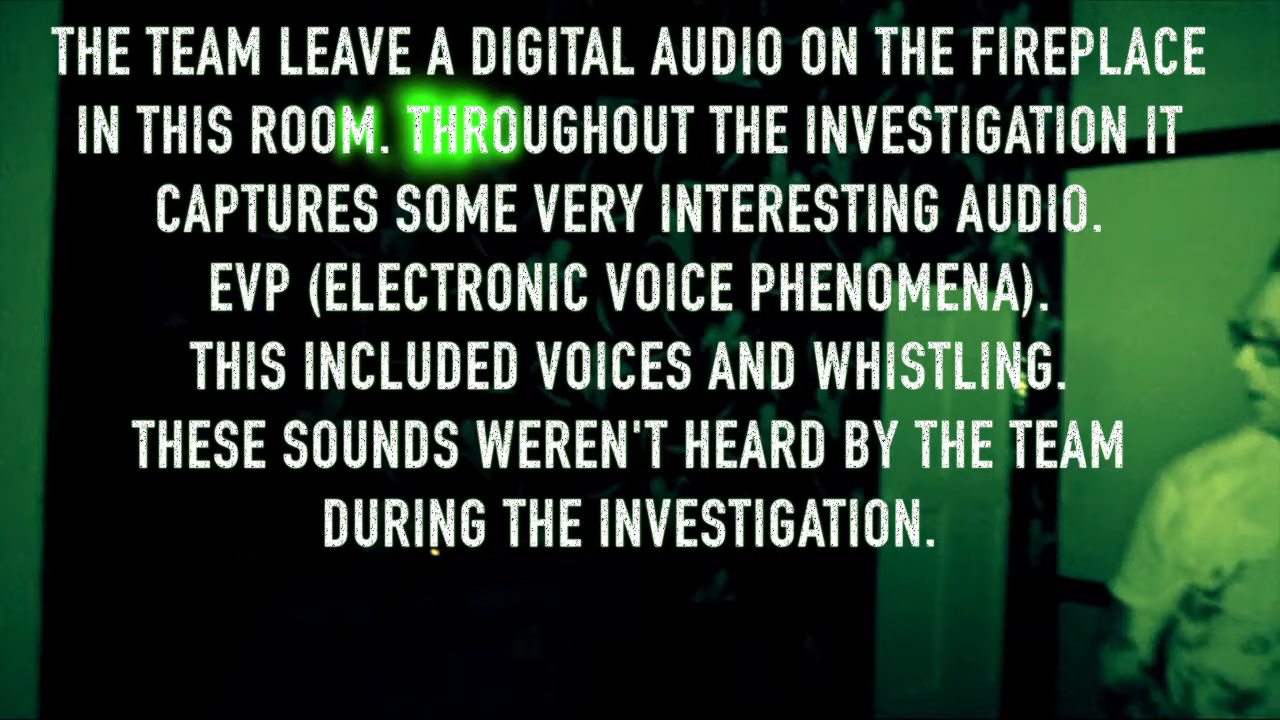 THE TEAM LEAVE A DIGITAL AUDIO ON THE FIREPLACE
IN THIS ROOM. THROUGHOUT THE INVESTIGATION IT
CAPTURES SOME VERY INTERESTING AUDIO.
EVP (ELECTRONIC VOICE PHENOMENA).
THIS INCLUDED VOICES AND WHISTLING.
THESE SOUNDS WEREN'T HEARD BY THE TEAM
DURING THE INVESTIGATION.